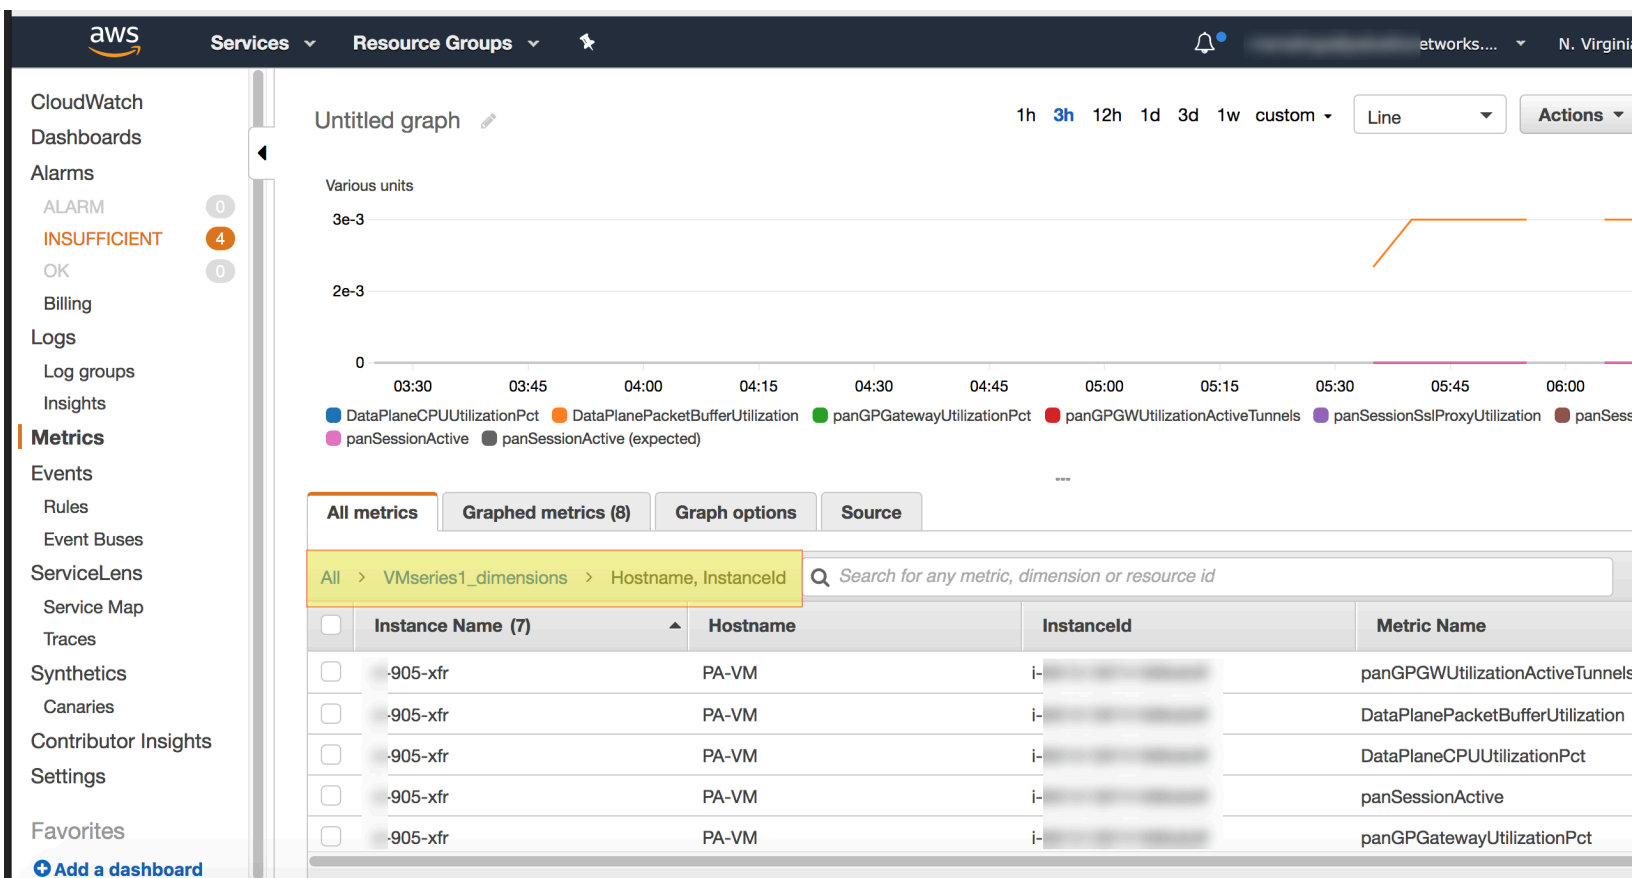 aws Services Resource Groups etworks.... N. Virgini
CloudWatch
Dashboards
Alarms
ALARM 0
INSUFFICIENT 4
OK 0
Billing
Logs
Log groups
Insights
Metrics
Events
Rules
Event Buses
ServiceLens
Service Map
Traces
Synthetics
Canaries
Contributor Insights
Settings
Favorites
Add a dashboard
Untitled graph
1h 3h 12h 1d 3d 1w custom Line Actions
Various units
3e-3
2e-3
0
03:30 03:45 04:00 04:15 04:30 04:45 05:00 05:15 05:30 05:45 06:00
DataPlaneCPUUtilizationPct DataPlanePacketBufferUtilization panGPGatewayUtilizationPct panGPGWUtilizationActiveTunnels panSessionSslProxyUtilization panSess
panSessionActive panSessionActive (expected)
All metrics Graphed metrics (8) Graph options Source
All > VMseries1_dimensions > Hostname, InstanceId Search for any metric, dimension or resource id
Instance Name (7) Hostname InstanceId Metric Name
-905-xfr PA-VM i- panGPGWUtilizationActiveTunnels
-905-xfr PA-VM i- DataPlanePacketBufferUtilization
-905-xfr PA-VM i- DataPlaneCPUUtilizationPct
-905-xfr PA-VM i- panSessionActive
-905-xfr PA-VM i- panGPGatewayUtilizationPct